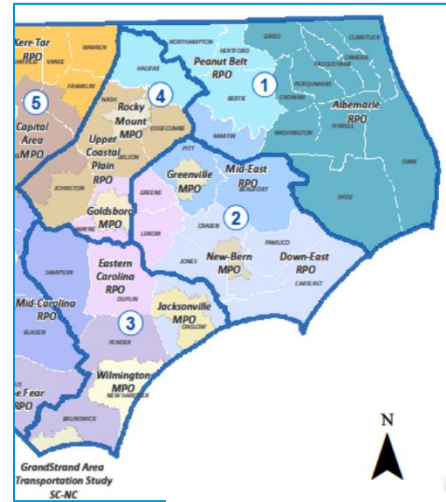 Kerr-Tar
RPO
WARREN
VANCE
FRANKLIN
5
Capital
Area
MPO
JOHNSTON
NORTHAMPTON
HALIFAX
HERTFORD
Peanut Belt
RPO
BERTIE
MARTIN
1
GATES
CURRITUCK
CAMDEN
PASQUOTANK
PERQUIMANS
CHOWAN
Albemarle
RPO
WASHINGTON
TYRRELL
DARE
HYDE
4
NASH
Rocky
Mount
MPO
EDGECOMBE
Upper
Coastal
Plain
RPO
WILSON
Goldsboro
MPO
WAYNE
PITT
Greenville
MPO
Mid-East
RPO
BEAUFORT
GREENE
LENOIR
2
CRAVEN
PAMLICO
JONES
New-Bern
MPO
Down-East
RPO
CARTERET
SAMPSON
Eastern
Carolina
RPO
DUPLIN
Mid-Carolina
RPO
BLADEN
3
Jacksonville
MPO
ONSLOW
PENDER
Wilmington
MPO
NEW HANOVER
e Fear
RPO
BRUNSWICK
GrandStrand Area
Transportation Study
SC-NC
N